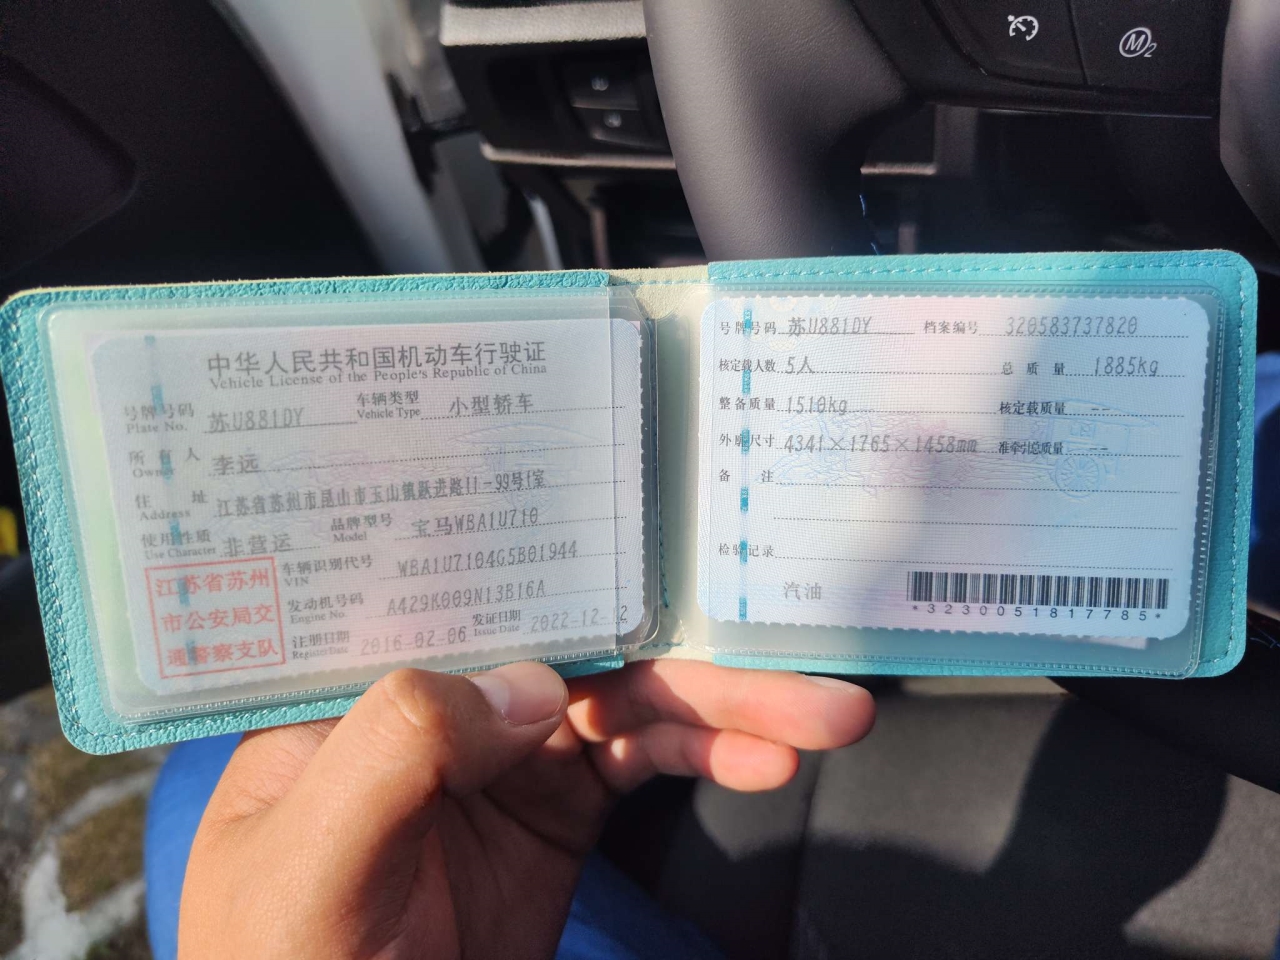 M2
中华人民共和国机动车行驶证
Vehicle License of the People's Republic of China
号牌号码 苏U881DY 车辆类型 小型轿车
Plate No. Vehicle Type
所有人 李远
Owner
住址 江苏省苏州市昆山市玉山镇跃进路11-99号1室
Address
使用性质 非营运 品牌型号 宝马WBA1U710
Use Character Model
江苏省苏州
市公安局交
通警察支队
车辆识别代号 WBA1U7104G5B01944
VIN
发动机号码 A429K009N13B16A
Engine No.
注册日期 2016-02-06 发证日期 2022-12-12
Register Date Issue Date
号牌号码 苏U881DY 档案编号 320583737820
核定载人数 5人 总质量 1885kg
整备质量 1510kg 核定载质量 --
外廓尺寸 4341×1765×1458mm 准牵引总质量 --
备注
检验记录
汽油
*3230051817785*